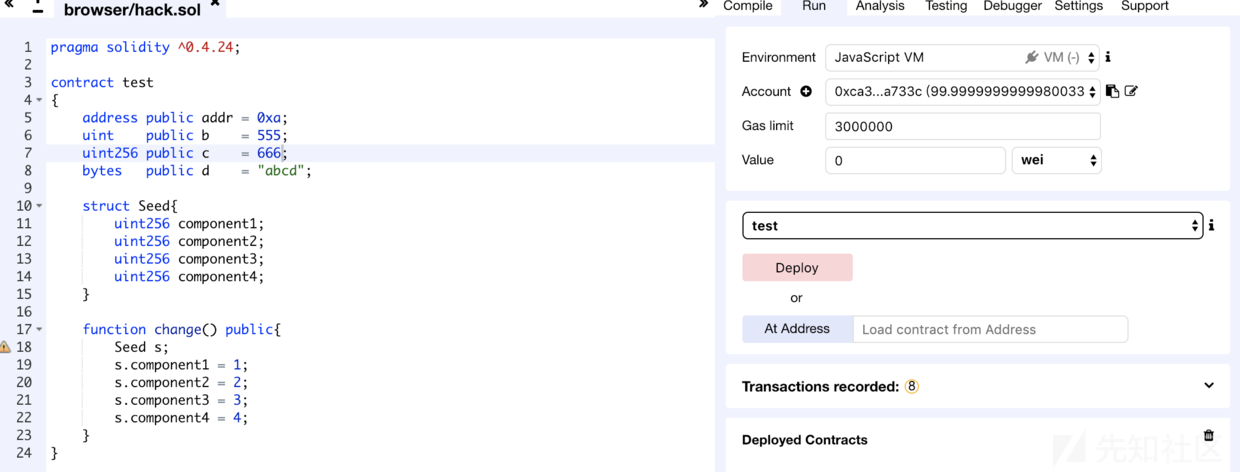 browser/hack.sol
1 pragma solidity ^0.4.24;
2
3 contract test
4 {
5 address public addr = 0xa;
6 uint public b = 555;
7 uint256 public c = 666;
8 bytes public d = "abcd";
9
10 struct Seed{
11 uint256 component1;
12 uint256 component2;
13 uint256 component3;
14 uint256 component4;
15 }
16
17 function change() public{
18 Seed s;
19 s.component1 = 1;
20 s.component2 = 2;
21 s.component3 = 3;
22 s.component4 = 4;
23 }
24 }
Compile Run Analysis Testing Debugger Settings Support
Environment JavaScript VM VM (-)
Account 0xca3...a733c (99.9999999999980033
Gas limit 3000000
Value 0 wei
test
Deploy
or
At Address Load contract from Address
Transactions recorded: 8
Deployed Contracts
先知社区